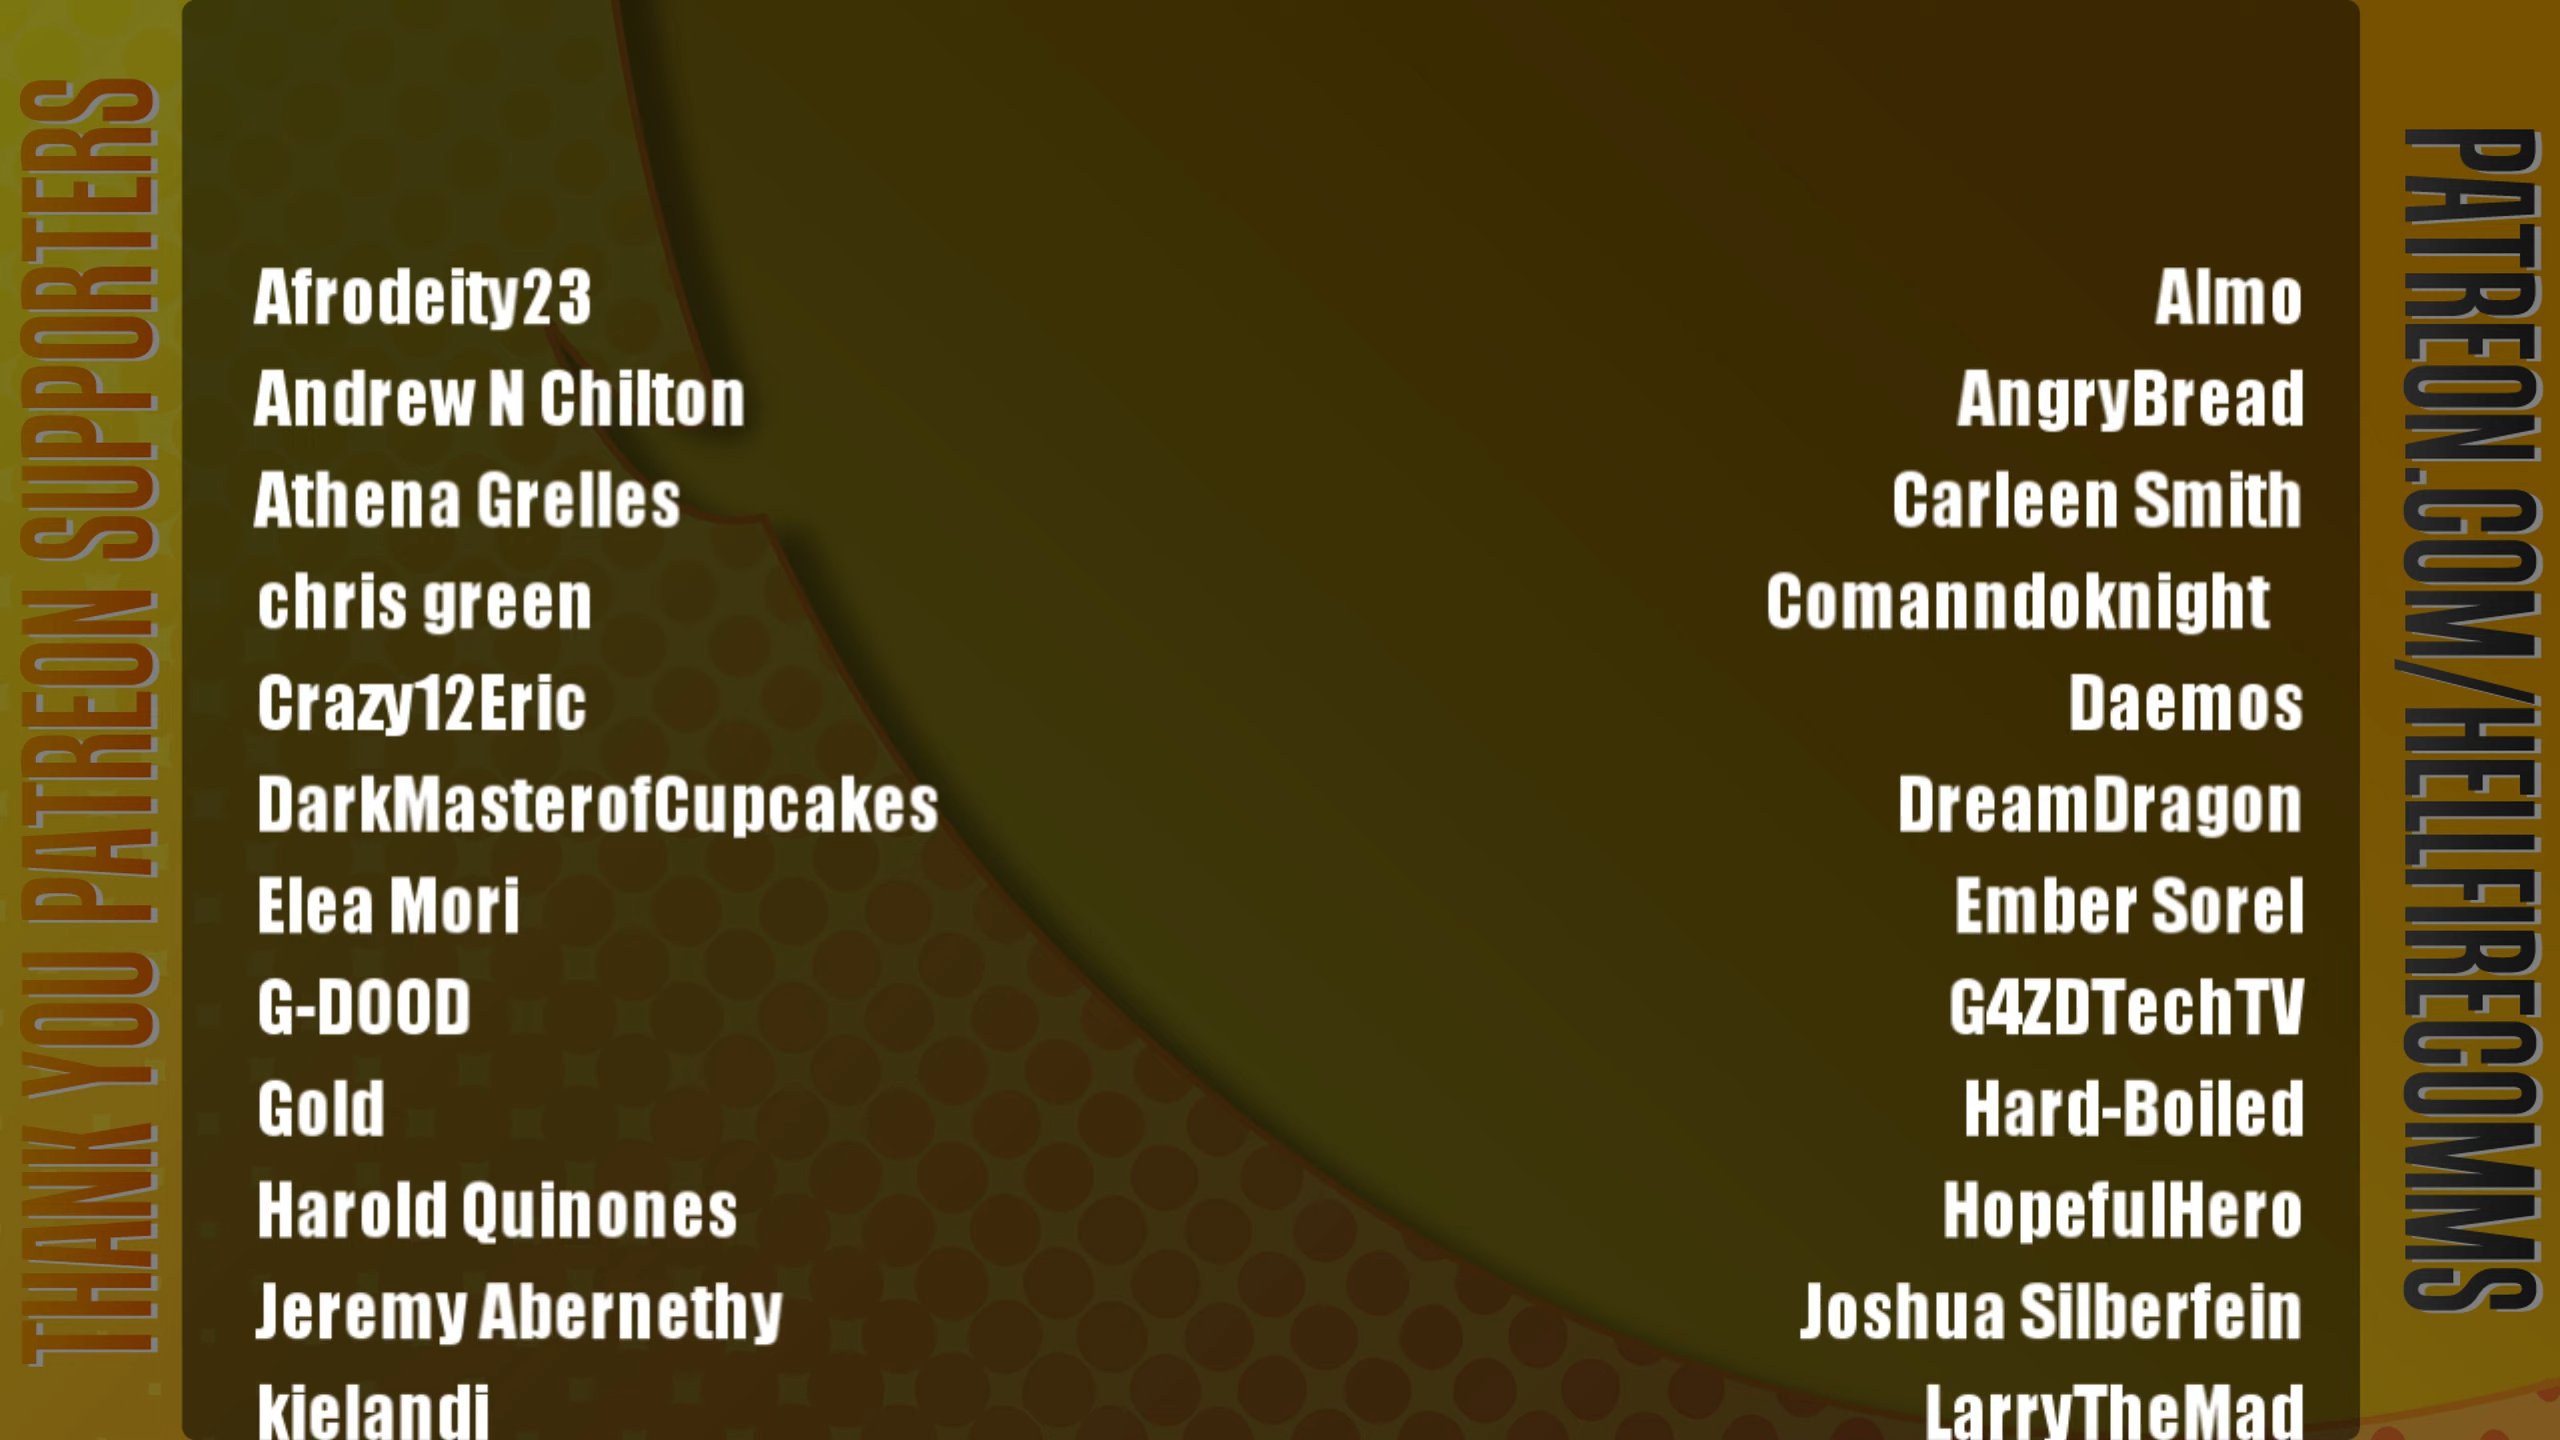 THANK YOU PATREON SUPPORTERS
Afrodeity23
Andrew N Chilton
Athena Grelles
chris green
Crazy12Eric
DarkMasterofCupcakes
Elea Mori
G-DOOD
Gold
Harold Quinones
Jeremy Abernethy
kielandi
Almo
AngryBread
Carleen Smith
Comanndoknight
Daemos
DreamDragon
Ember Sorel
G4ZDTechTV
Hard-Boiled
HopefulHero
Joshua Silberfein
LarryTheMad
PATREON.COM/HELLFIRECOMMS